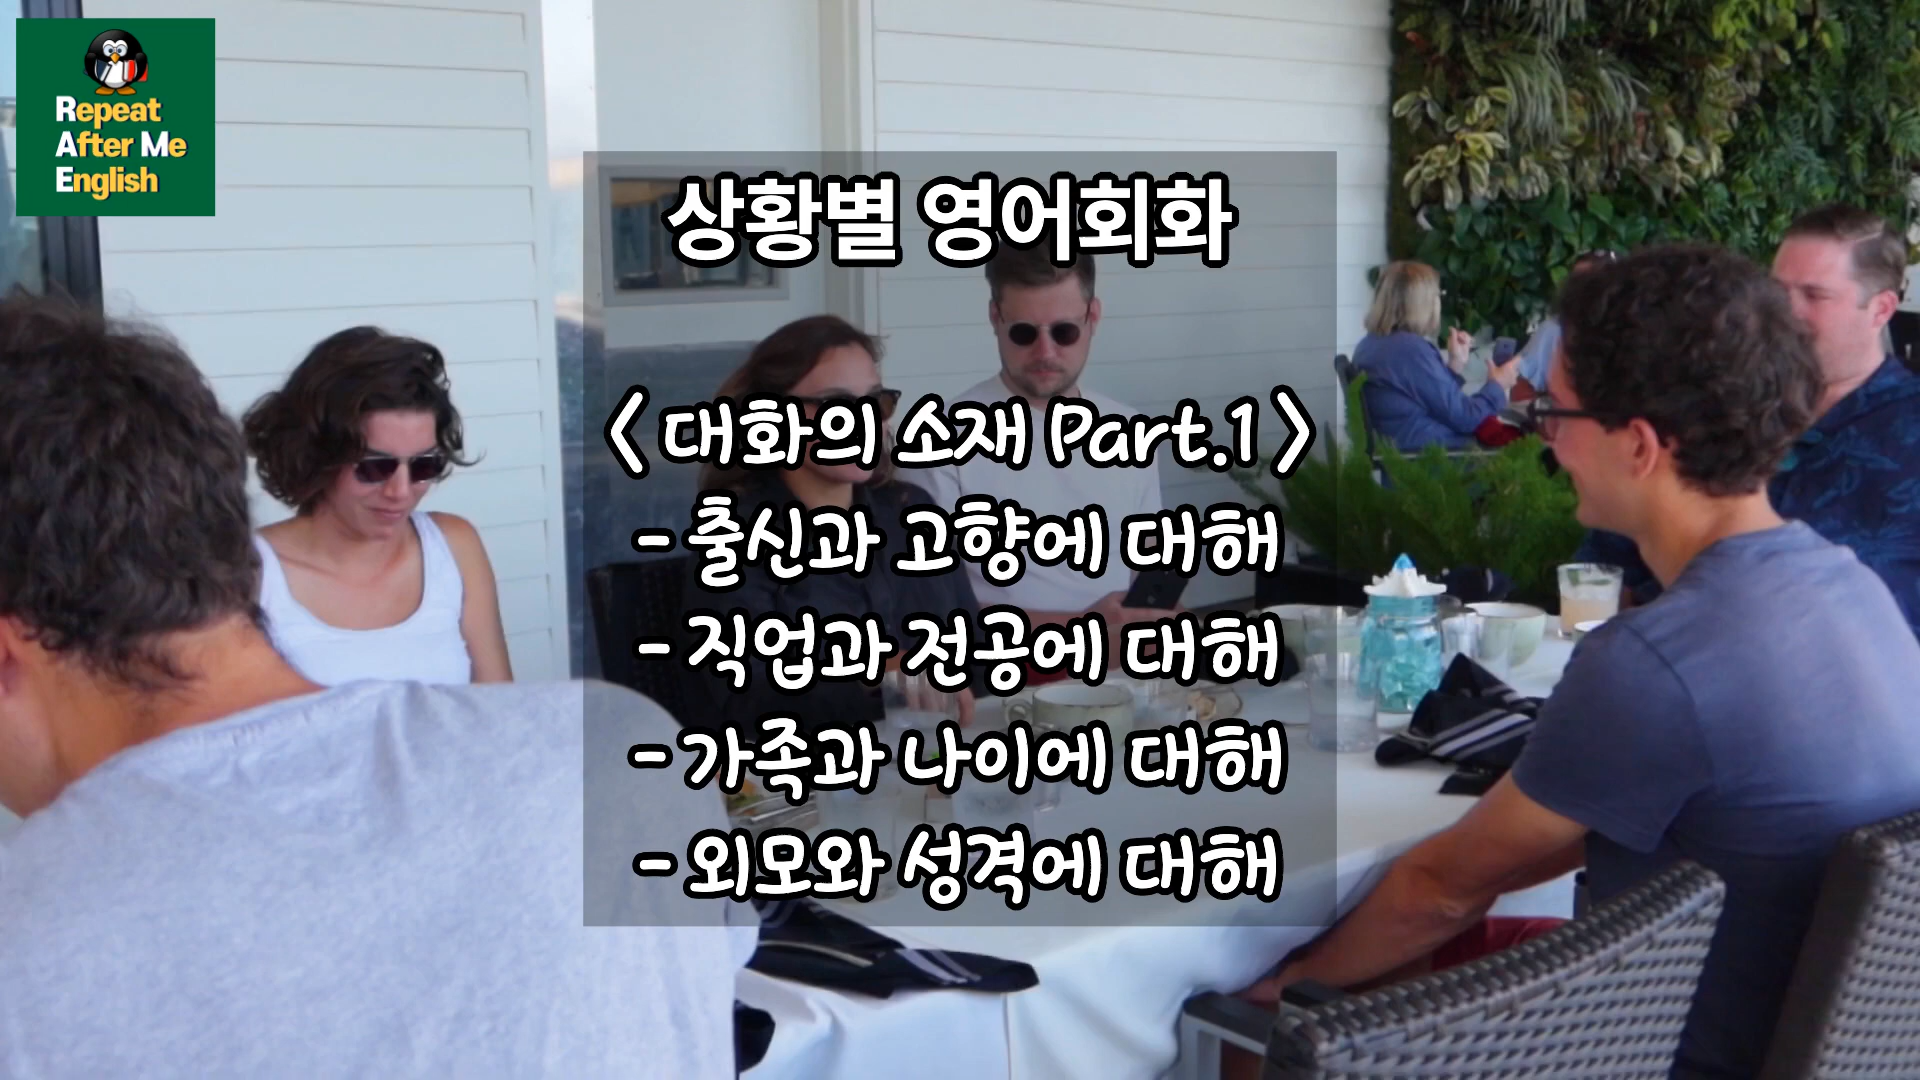 Repeat
After Me
English
상황별 영어회화
< 대화의 소재 Part.1 >
- 출신과 고향에 대해
- 직업과 전공에 대해
- 가족과 나이에 대해
- 외모와 성격에 대해